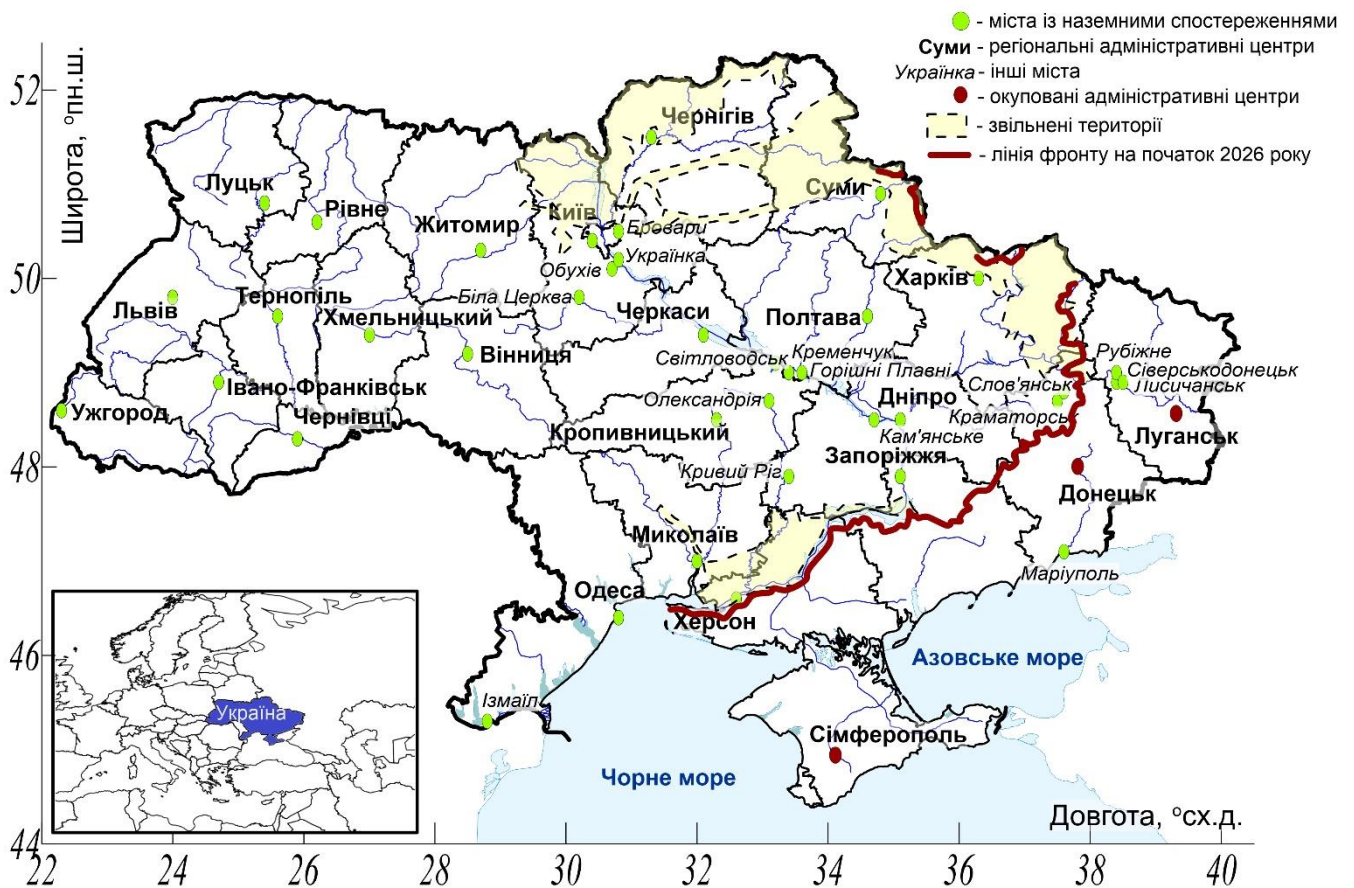 - міста із наземними спостереженнями
Суми - регіональні адміністративні центри
Українка - інші міста
- окуповані адміністративні центри
- звільнені території
- лінія фронту на початок 2026 року
Широта, °пн.ш.
52
50
48
46
44
Чернігів
Луцьк
Рівне
Суми
Житомир
Київ
Бровари
Українка
Обухів
Харків
Львів
Тернопіль
Біла Церква
Хмельницький
Черкаси
Полтава
Вінниця
Світловодськ
Кременчук
Горішні Плавні
Рубіжне
Сіверськодонецьк
Лисичанськ
Слов'янськ
Краматорськ
Ужгород
Івано-Франківськ
Чернівці
Олександрія
Дніпро
Кам'янське
Луганськ
Кропивницький
Запоріжжя
Кривий Ріг
Донецьк
Миколаїв
Маріуполь
Одеса
Херсон
Азовське море
Ізмаїл
Україна
Сімферополь
Чорне море
Довгота, °сх.д.
22 24 26 28 30 32 34 36 38 40